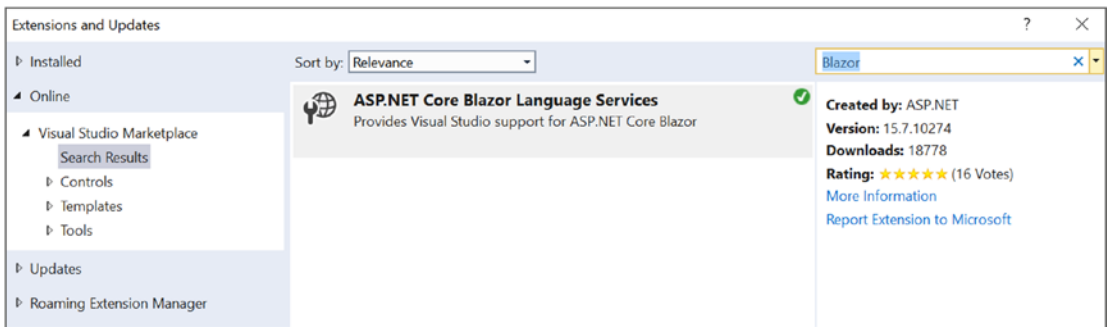 Extensions and Updates
?
Installed
Online
Visual Studio Marketplace
Search Results
Controls
Templates
Tools
Updates
Roaming Extension Manager
Sort by: Relevance
ASP.NET Core Blazor Language Services
Provides Visual Studio support for ASP.NET Core Blazor
Blazor
Created by: ASP.NET
Version: 15.7.10274
Downloads: 18778
Rating: ★★★★★ (16 Votes)
More Information
Report Extension to Microsoft